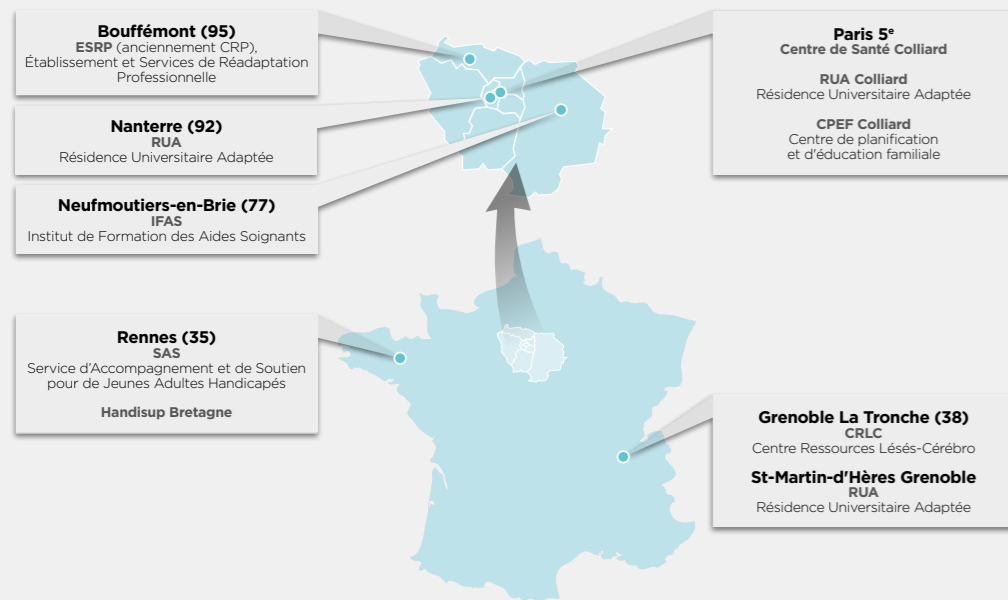 Bouffémont (95)
ESRP (anciennement CRP),
Établissement et Services de Réadaptation
Professionnelle
Nanterre (92)
RUA
Résidence Universitaire Adaptée
Neufmoutiers-en-Brie (77)
IFAS
Institut de Formation des Aides Soignants
Paris 5e
Centre de Santé Colliard
RUA Colliard
Résidence Universitaire Adaptée
CPEF Colliard
Centre de planification
et d'éducation familiale
Rennes (35)
SAS
Service d'Accompagnement et de Soutien
pour de Jeunes Adultes Handicapés
Handisup Bretagne
Grenoble La Tronche (38)
CRLC
Centre Ressources Lésés-Cérébro
St-Martin-d'Hères Grenoble
RUA
Résidence Universitaire Adaptée